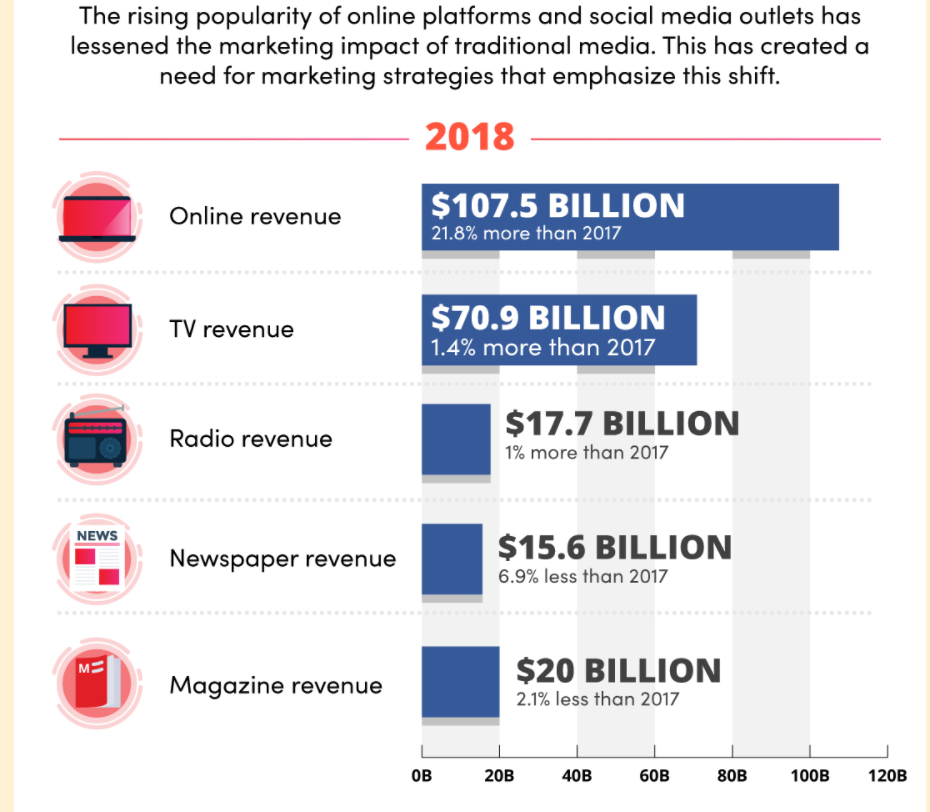 The rising popularity of online platforms and social media outlets has
lessened the marketing impact of traditional media. This has created a
need for marketing strategies that emphasize this shift.
2018
Online revenue
$107.5 BILLION
21.8% more than 2017
TV revenue
$70.9 BILLION
1.4% more than 2017
Radio revenue
$17.7 BILLION
1% more than 2017
NEWS
Newspaper revenue
$15.6 BILLION
6.9% less than 2017
M
Magazine revenue
$20 BILLION
2.1% less than 2017
0B 20B 40B 60B 80B 100B 120B